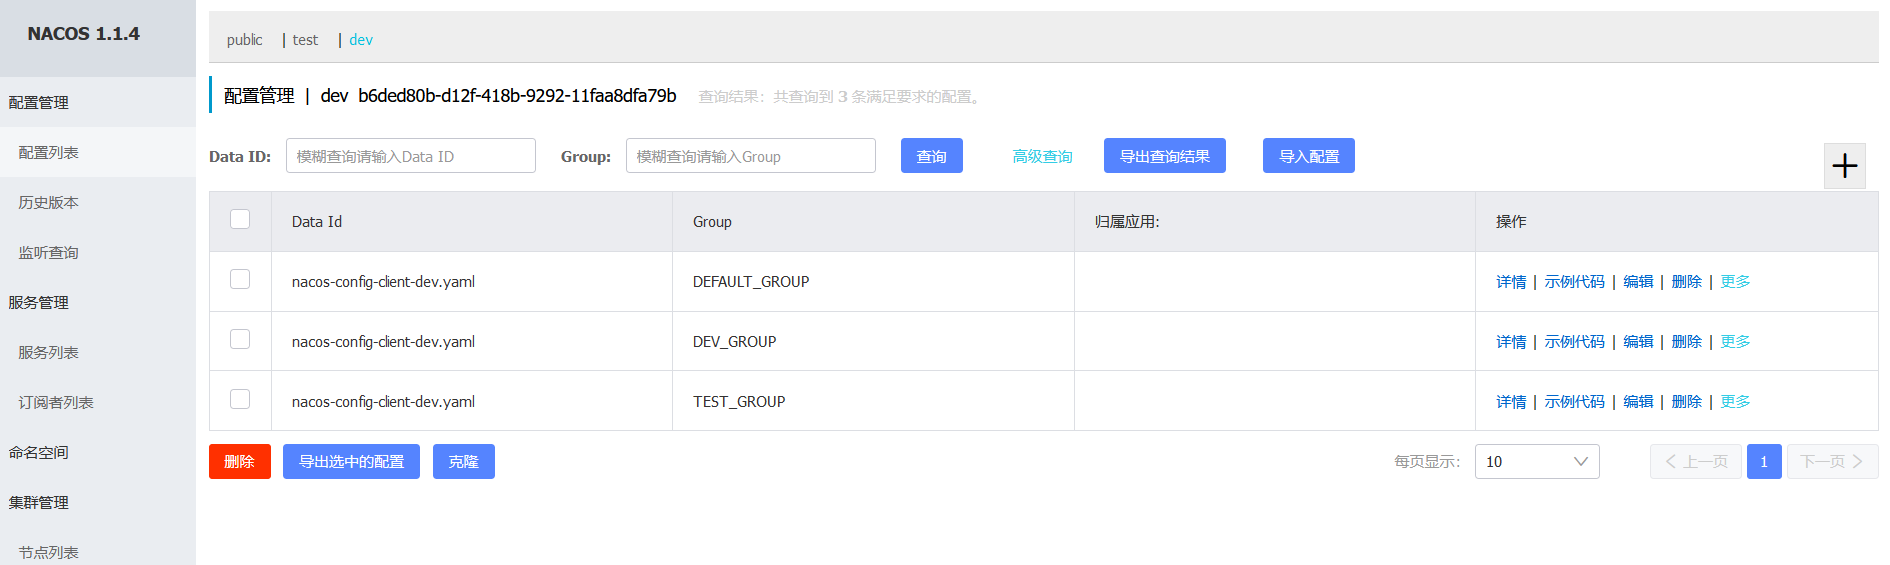 NACOS 1.1.4
配置管理
配置列表
历史版本
监听查询
服务管理
服务列表
订阅者列表
命名空间
集群管理
节点列表
public | test | dev
配置管理 | dev b6ded80b-d12f-418b-9292-11faa8dfa79b 查询结果：共查询到 3 条满足要求的配置。
Data ID: 模糊查询请输入Data ID Group: 模糊查询请输入Group 查询 高级查询 导出查询结果 导入配置
Data Id Group 归属应用: 操作
nacos-config-client-dev.yaml DEFAULT_GROUP 详情 | 示例代码 | 编辑 | 删除 | 更多
nacos-config-client-dev.yaml DEV_GROUP 详情 | 示例代码 | 编辑 | 删除 | 更多
nacos-config-client-dev.yaml TEST_GROUP 详情 | 示例代码 | 编辑 | 删除 | 更多
删除 导出选中的配置 克隆 每页显示: 10 上一页 1 下一页